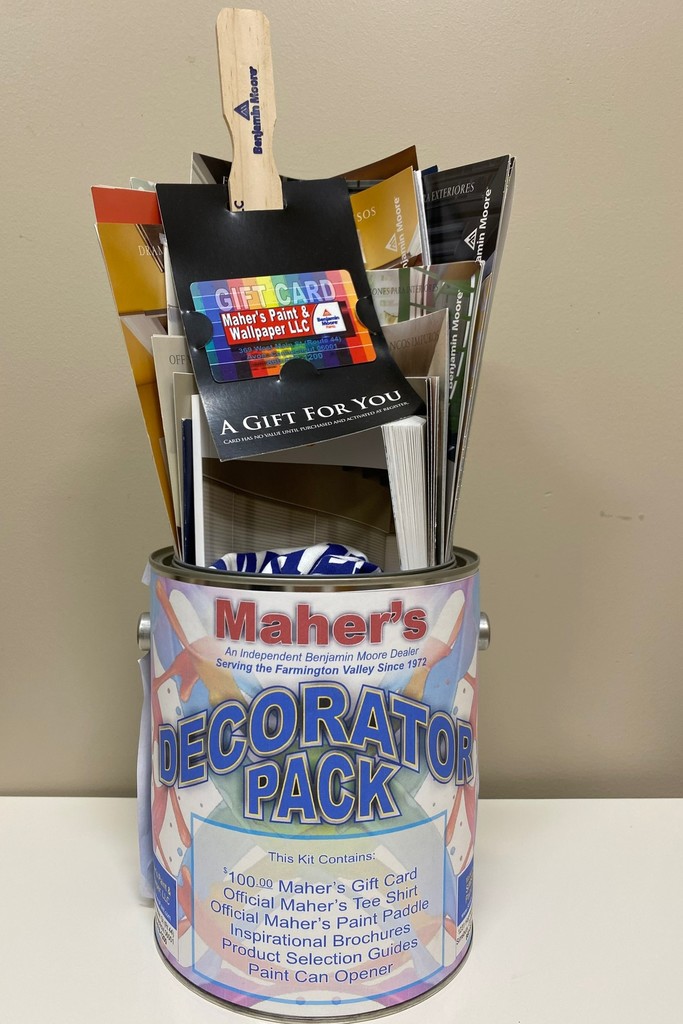 Benjamin Moore
EXTERIORES
Benjamin Moore
GIFT CARD
Maher's Paint &
Wallpaper LLC
Benjamin
Moore
A GIFT FOR YOU
CARD HAS NO VALUE UNTIL PURCHASED AND ACTIVATED AT REGISTER.
Benjamin Moore
Maher's
An Independent Benjamin Moore Dealer
Serving the Farmington Valley Since 1972
DECORATOR
PACK
This Kit Contains:
$100.00 Maher's Gift Card
Official Maher's Tee Shirt
Official Maher's Paint Paddle
Inspirational Brochures
Product Selection Guides
Paint Can Opener